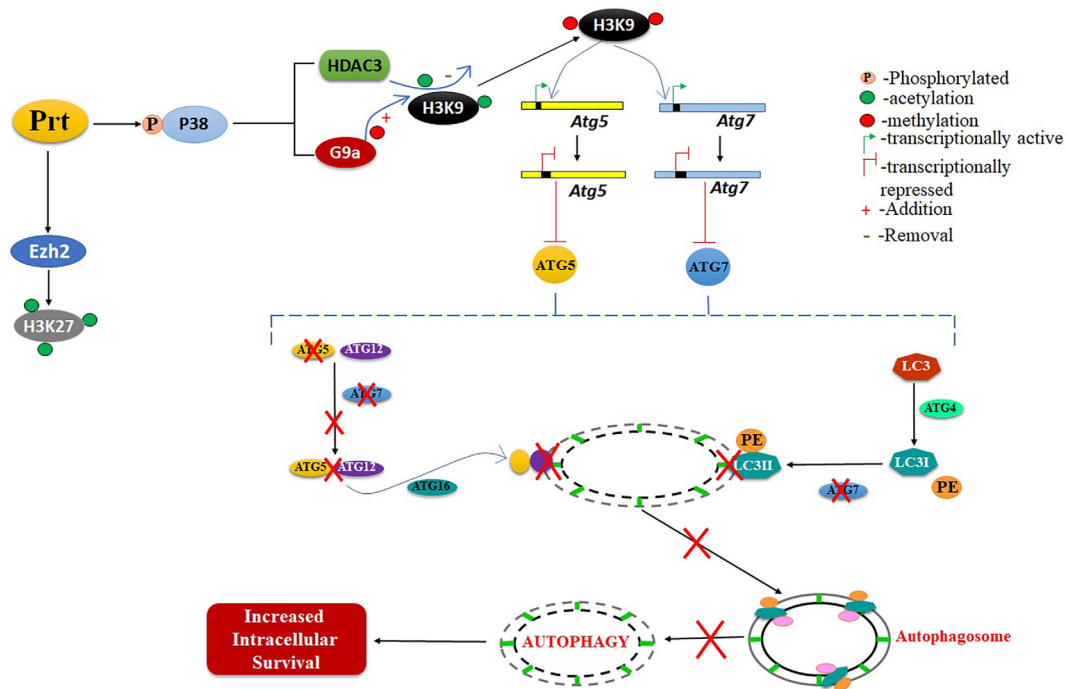 H3K9
HDAC3
-
H3K9
Prt
P
P38
+
G9a
P -Phosphorylated
-acetylation
-methylation
-transcriptionally active
-transcriptionally
repressed
+ -Addition
- -Removal
Atg5
Atg7
Atg5
Atg7
Ezh2
H3K27
ATG5
ATG7
ATG5
ATG12
ATG7
ATG5
ATG12
ATG16
PE
LC3II
LC3
ATG4
LC3I
PE
ATG7
Increased
Intracellular
Survival
AUTOPHAGY
Autophagosome